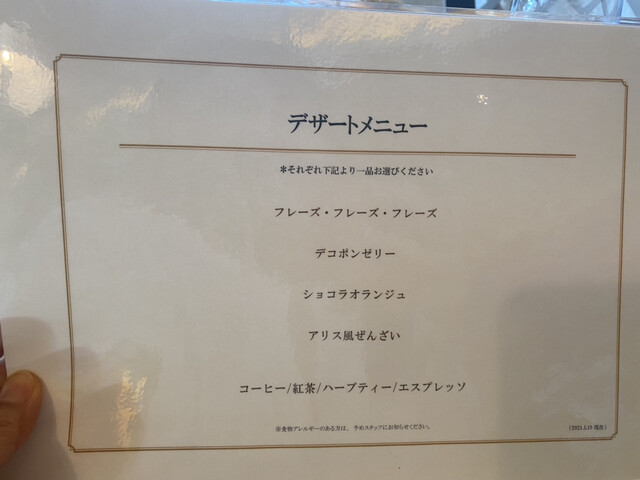 デザートメニュー
＊それぞれ下記より一品お選びください
フレーズ・フレーズ・フレーズ
デコポンゼリー
ショコラオランジュ
アリス風ぜんざい
コーヒー/紅茶/ハーブティー/エスプレッソ
※食物アレルギーのある方は、予めスタッフにお知らせください。
現在)